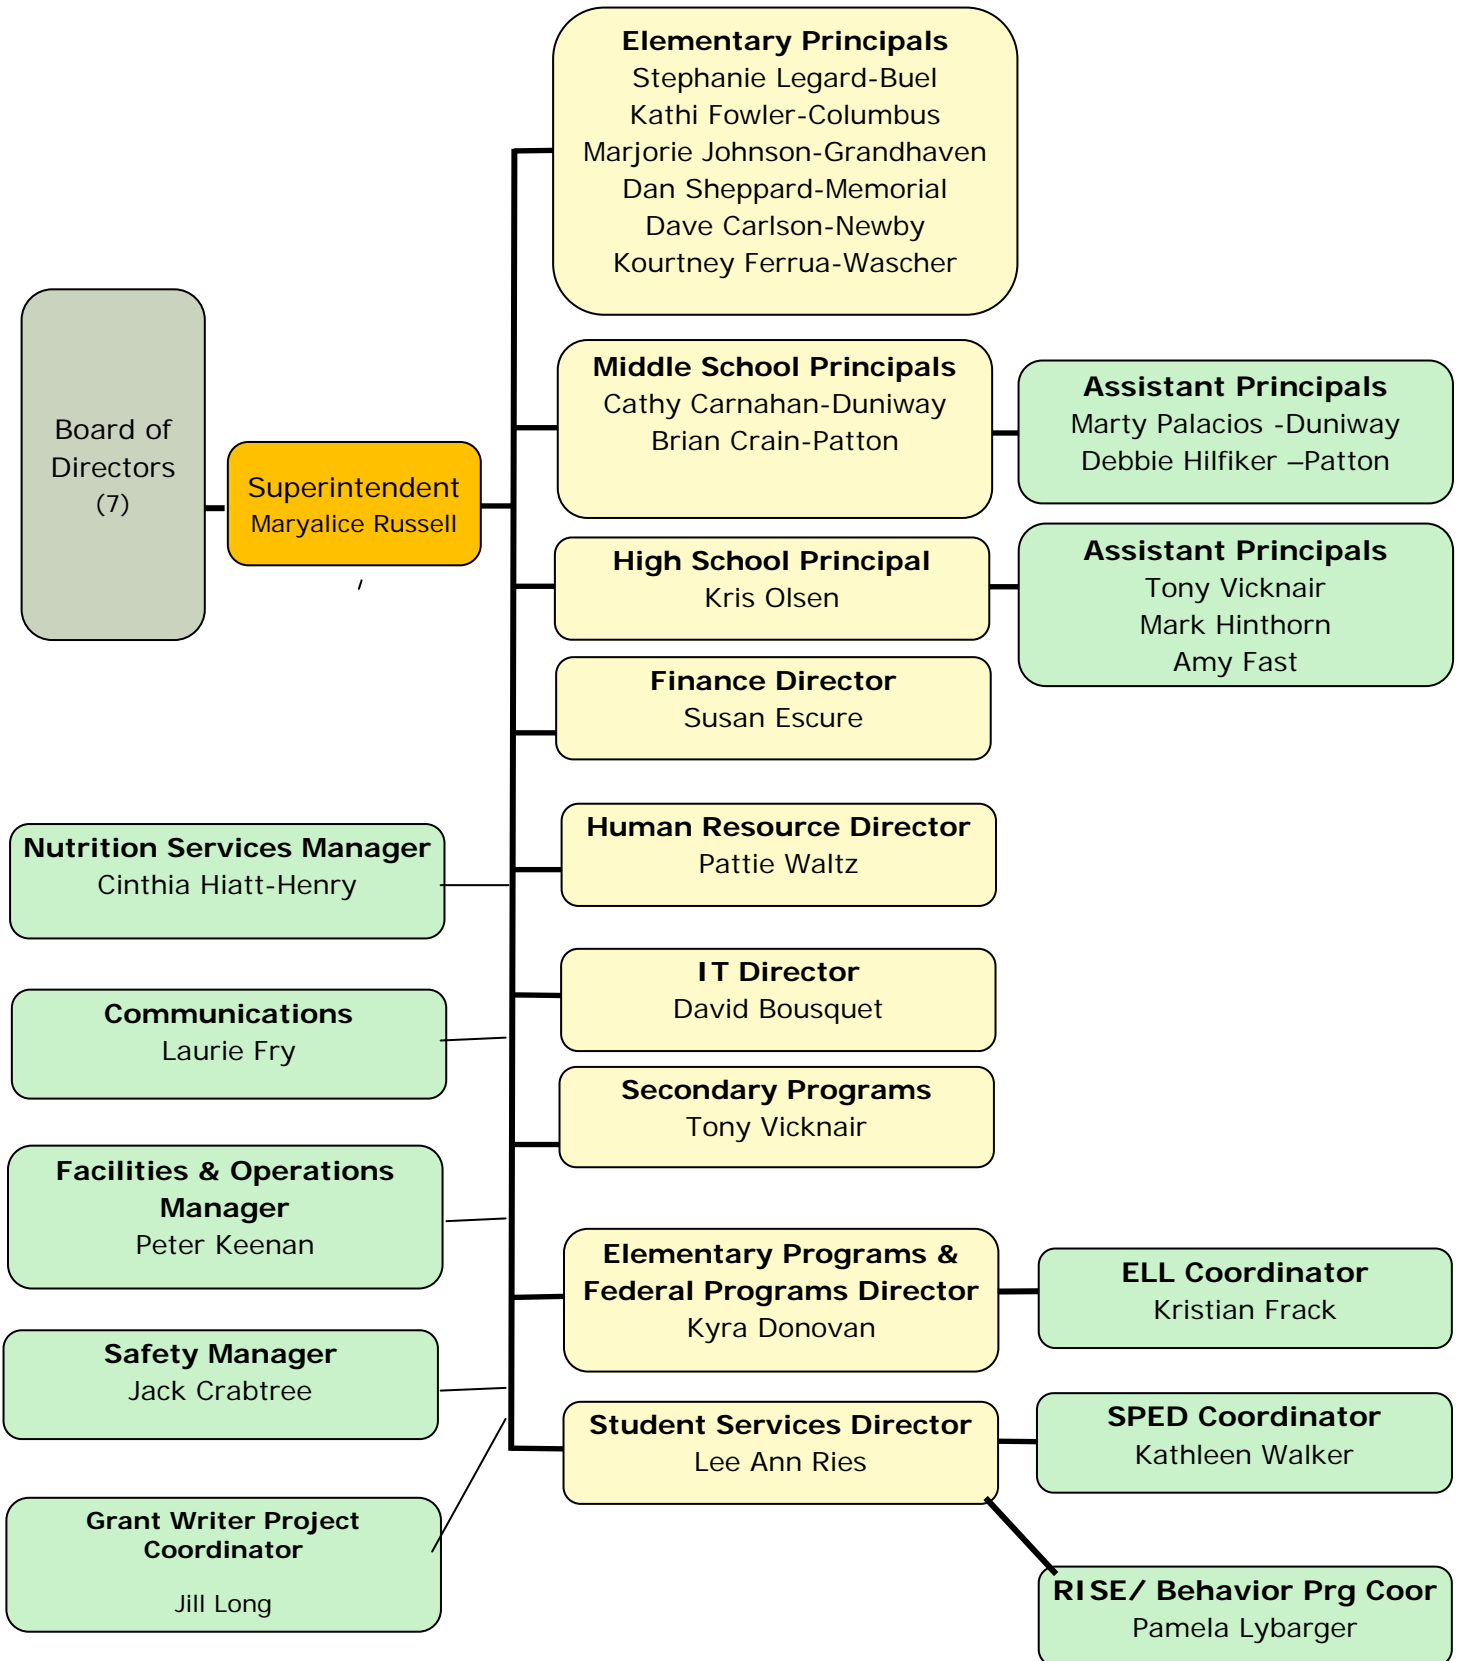 Elementary Principals
Stephanie Legard-Buel
Kathi Fowler-Columbus
Marjorie Johnson-Grandhaven
Dan Sheppard-Memorial
Dave Carlson-Newby
Kourtney Ferrua-Wascher
Board of
Directors
(7)
Superintendent
Maryalice Russell
Middle School Principals
Cathy Carnahan-Duniway
Brian Crain-Patton
Assistant Principals
Marty Palacios -Duniway
Debbie Hilfiker –Patton
High School Principal
Kris Olsen
Assistant Principals
Tony Vicknair
Mark Hinthorn
Amy Fast
Finance Director
Susan Escure
Human Resource Director
Pattie Waltz
Nutrition Services Manager
Cinthia Hiatt-Henry
IT Director
David Bousquet
Communications
Laurie Fry
Secondary Programs
Tony Vicknair
Facilities & Operations
Manager
Peter Keenan
Elementary Programs &
Federal Programs Director
Kyra Donovan
ELL Coordinator
Kristian Frack
Safety Manager
Jack Crabtree
Student Services Director
Lee Ann Ries
SPED Coordinator
Kathleen Walker
Grant Writer Project
Coordinator
Jill Long
RISE/ Behavior Prg Coor
Pamela Lybarger